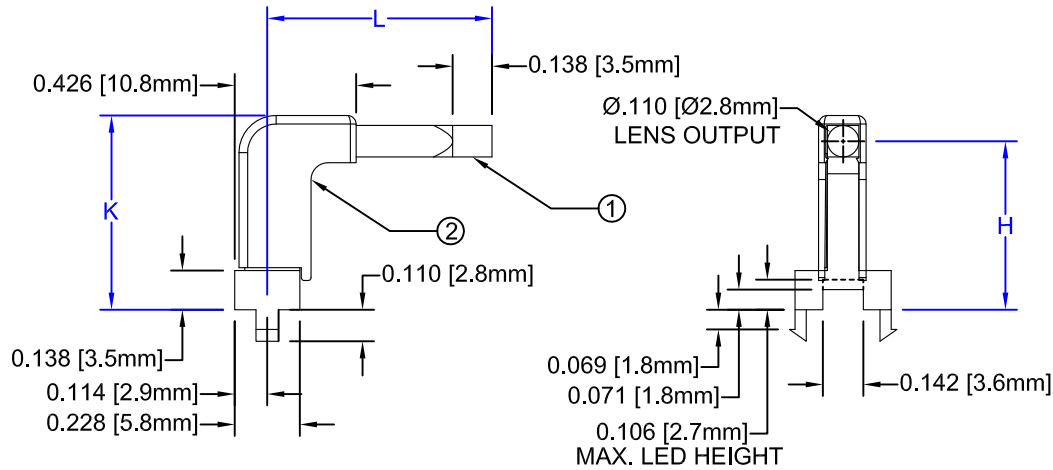 L
0.138 [3.5mm]
0.426 [10.8mm]
Ø.110 [Ø2.8mm]
LENS OUTPUT
K
1
2
H
0.110 [2.8mm]
0.138 [3.5mm]
0.114 [2.9mm]
0.228 [5.8mm]
0.069 [1.8mm]
0.071 [1.8mm]
0.142 [3.6mm]
0.106 [2.7mm]
MAX. LED HEIGHT